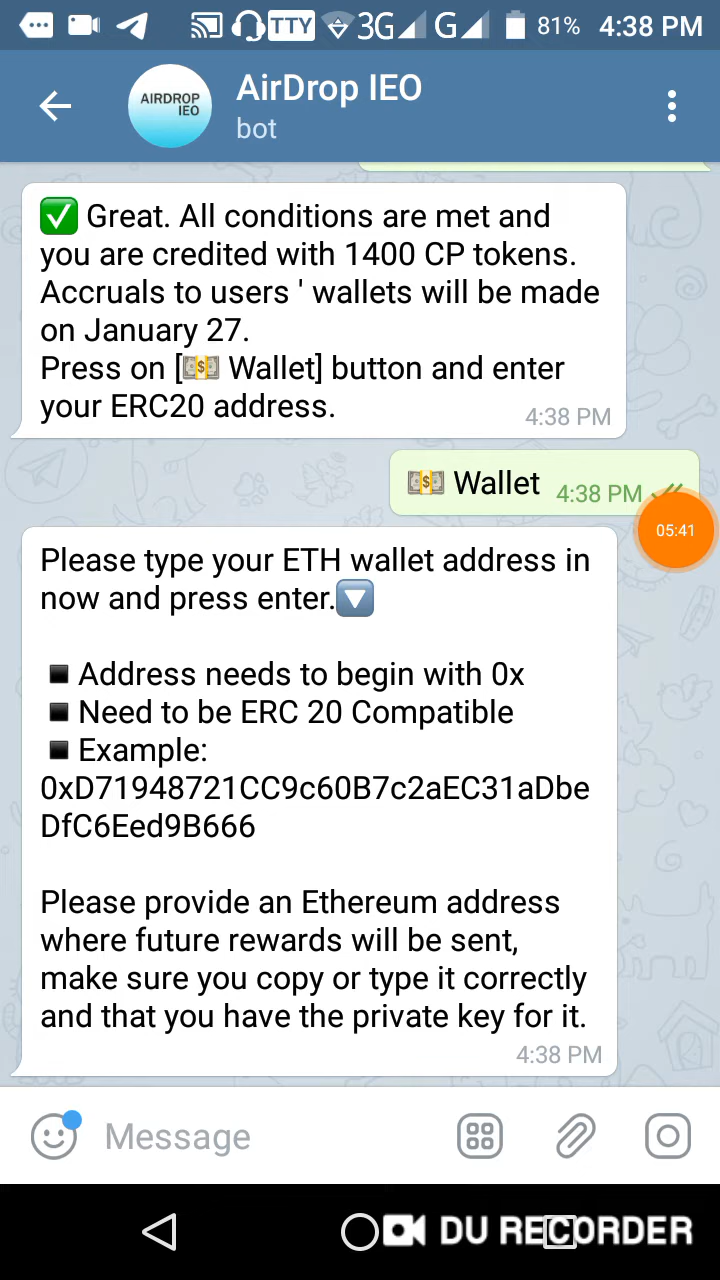 TTY 3G G 81% 4:38 PM
AIRDROP
IEO
AirDrop IEO
bot
✅ Great. All conditions are met and
you are credited with 1400 CP tokens.
Accruals to users ' wallets will be made
on January 27.
Press on [💵 Wallet] button and enter
your ERC20 address.
4:38 PM
💵 Wallet 4:38 PM
05:41
Please type your ETH wallet address in
now and press enter.🔽
◾Address needs to begin with 0x
◾Need to be ERC 20 Compatible
◾Example:
0xD71948721CC9c60B7c2aEC31aDbe
DfC6Eed9B666
Please provide an Ethereum address
where future rewards will be sent,
make sure you copy or type it correctly
and that you have the private key for it.
4:38 PM
Message
DU RECORDER